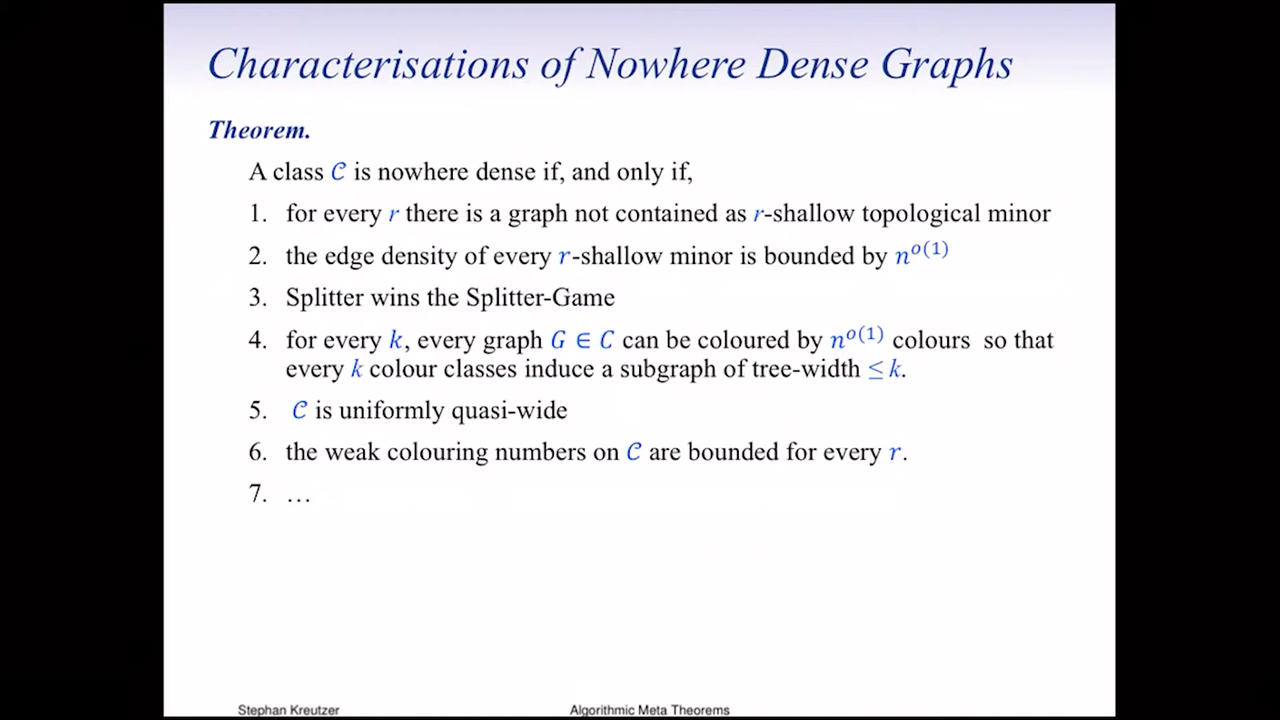 Characterisations of Nowhere Dense Graphs
Theorem.
A class 𝒞 is nowhere dense if, and only if,
1. for every r there is a graph not contained as r-shallow topological minor
2. the edge density of every r-shallow minor is bounded by n^{o(1)}
3. Splitter wins the Splitter-Game
4. for every k, every graph G ∈ C can be coloured by n^{o(1)} colours so that
every k colour classes induce a subgraph of tree-width ≤ k.
5. 𝒞 is uniformly quasi-wide
6. the weak colouring numbers on 𝒞 are bounded for every r.
7. …
Stephan Kreutzer Algorithmic Meta Theorems